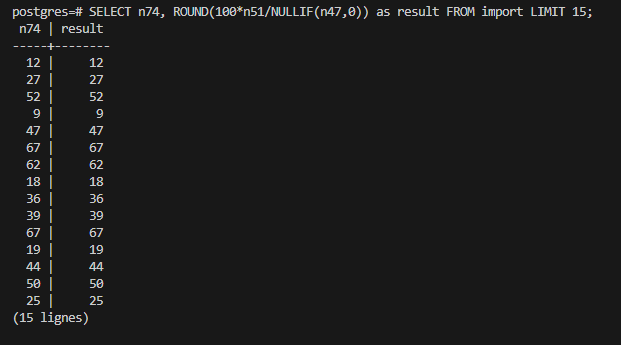 postgres=# SELECT n74, ROUND(100*n51/NULLIF(n47,0)) as result FROM import LIMIT 15;
 n74 | result
-----+--------
  12 |     12
  27 |     27
  52 |     52
   9 |      9
  47 |     47
  67 |     67
  62 |     62
  18 |     18
  36 |     36
  39 |     39
  67 |     67
  19 |     19
  44 |     44
  50 |     50
  25 |     25
(15 lignes)